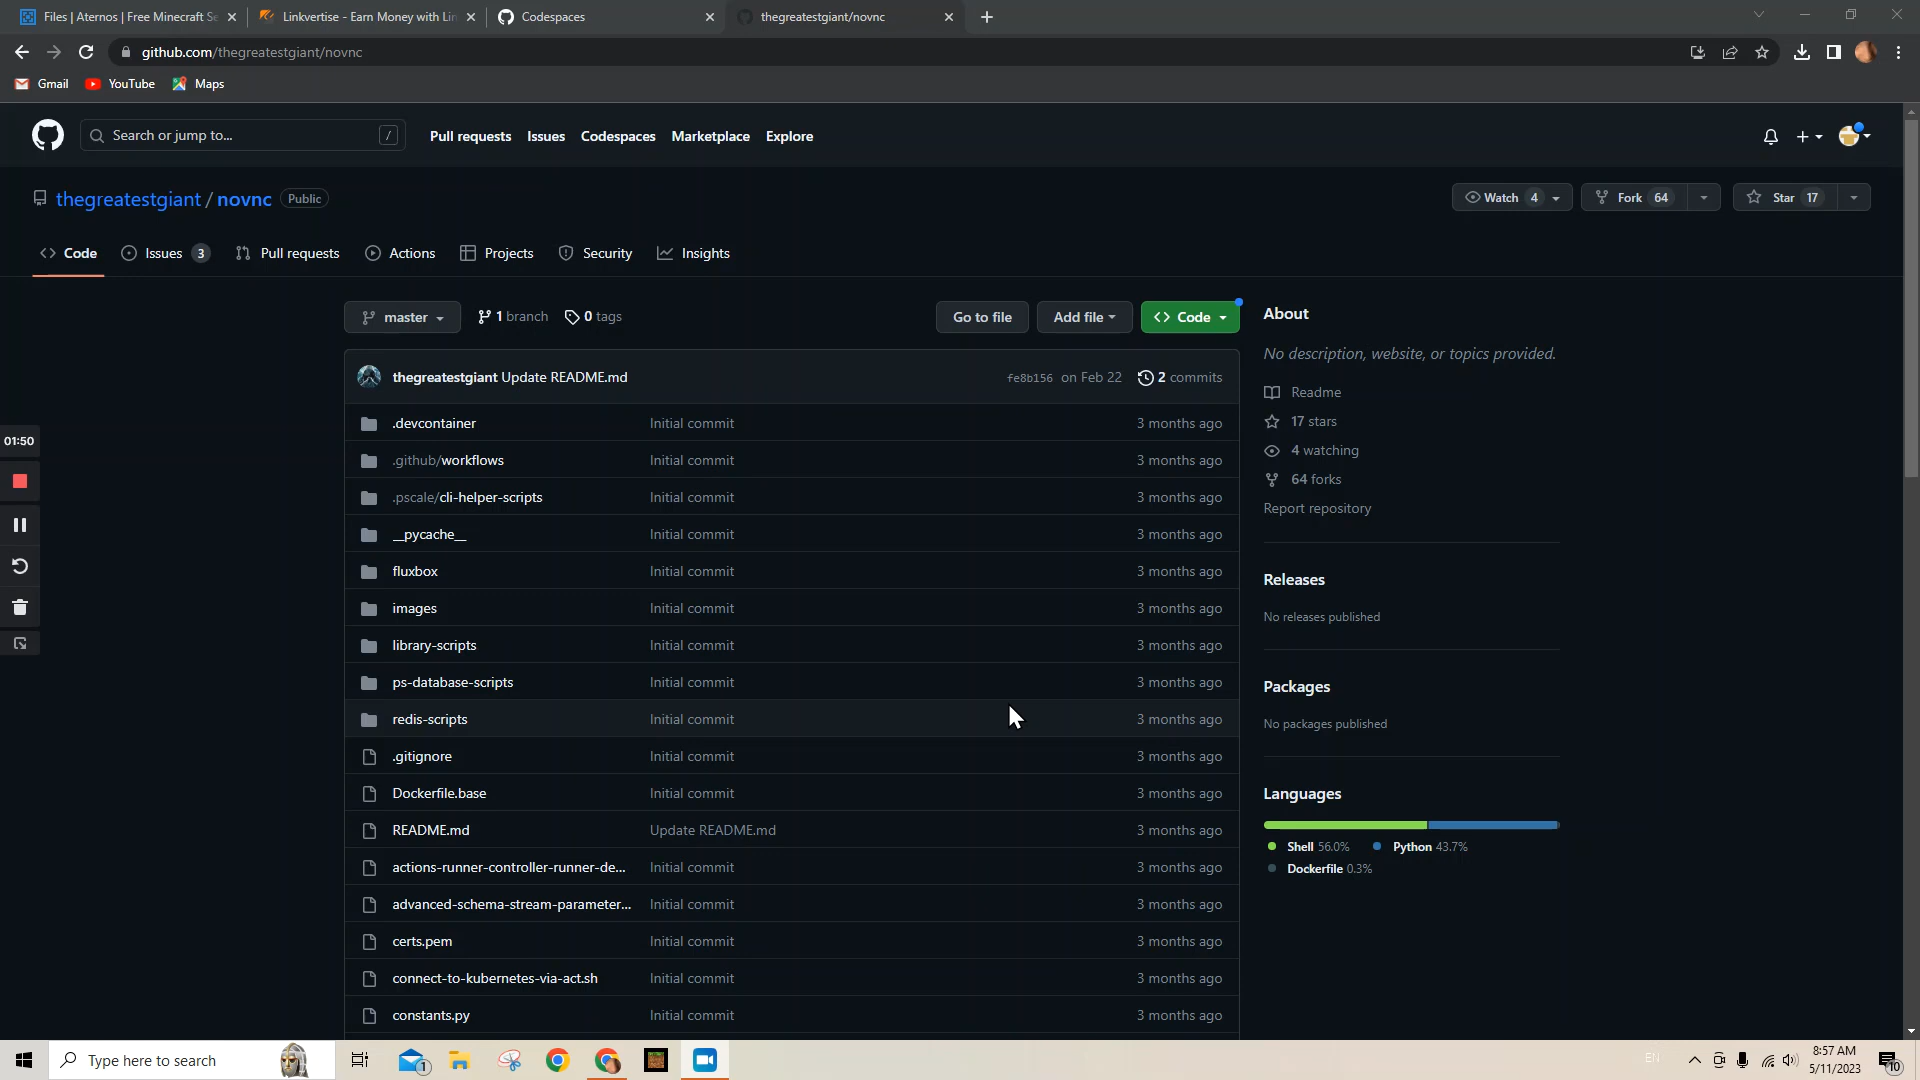 Files | Aternos | Free Minecraft Se
Linkvertise - Earn Money with Lin
Codespaces
thegreatestgiant/novnc
github.com/thegreatestgiant/novnc
Gmail
YouTube
Maps
Search or jump to...
/
Pull requests
Issues
Codespaces
Marketplace
Explore
thegreatestgiant / novnc
Public
Watch 4
Fork 64
Star 17
Code
Issues 3
Pull requests
Actions
Projects
Security
Insights
master
1 branch
0 tags
Go to file
Add file
Code
About
No description, website, or topics provided.
thegreatestgiant Update README.md
fe8b156 on Feb 22
2 commits
Readme
17 stars
4 watching
64 forks
Report repository
.devcontainer Initial commit 3 months ago
.github/workflows Initial commit 3 months ago
.pscale/cli-helper-scripts Initial commit 3 months ago
__pycache__ Initial commit 3 months ago
fluxbox Initial commit 3 months ago
images Initial commit 3 months ago
library-scripts Initial commit 3 months ago
ps-database-scripts Initial commit 3 months ago
redis-scripts Initial commit 3 months ago
.gitignore Initial commit 3 months ago
Dockerfile.base Initial commit 3 months ago
README.md Update README.md 3 months ago
actions-runner-controller-runner-de... Initial commit 3 months ago
advanced-schema-stream-parameter... Initial commit 3 months ago
certs.pem Initial commit 3 months ago
connect-to-kubernetes-via-act.sh Initial commit 3 months ago
constants.py Initial commit 3 months ago
Releases
No releases published
Packages
No packages published
Languages
Shell 56.0%
Python 43.7%
Dockerfile 0.3%
01:50
Type here to search
1
EN
8:57 AM
5/11/2023
10